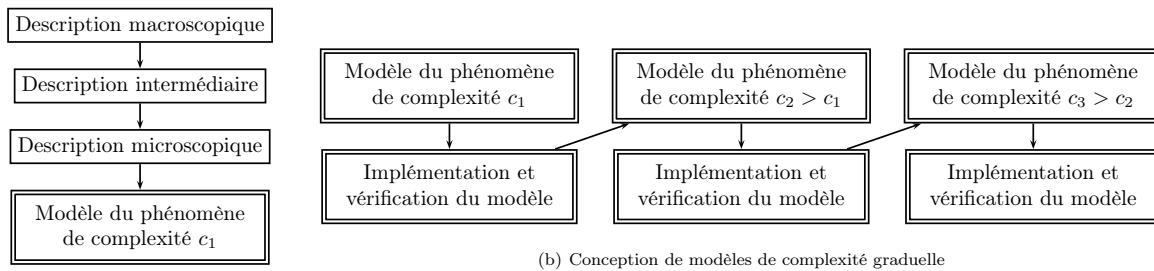 Description macroscopique
Description intermédiaire
Description microscopique
Modèle du phénomène
de complexité c₁
Modèle du phénomène
de complexité c₁
Modèle du phénomène
de complexité c₂ > c₁
Modèle du phénomène
de complexité c₃ > c₂
Implémentation et
vérification du modèle
Implémentation et
vérification du modèle
Implémentation et
vérification du modèle
(b) Conception de modèles de complexité graduelle